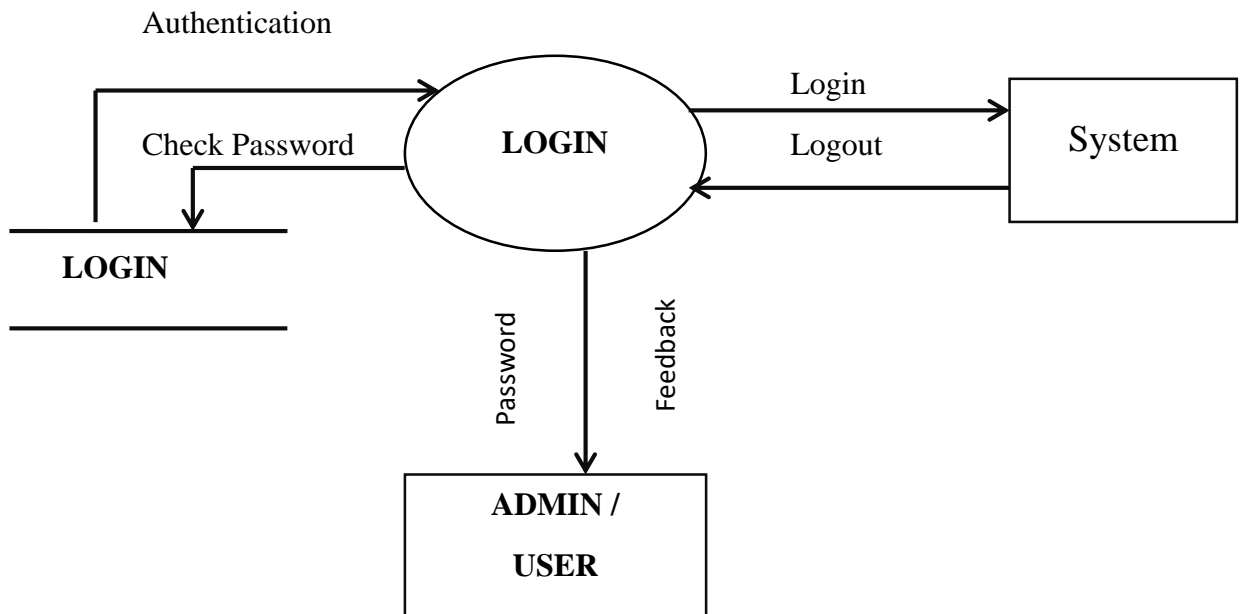 Authentication
Login
LOGIN
System
Check Password
Logout
LOGIN
Password
Feedback
ADMIN /
USER